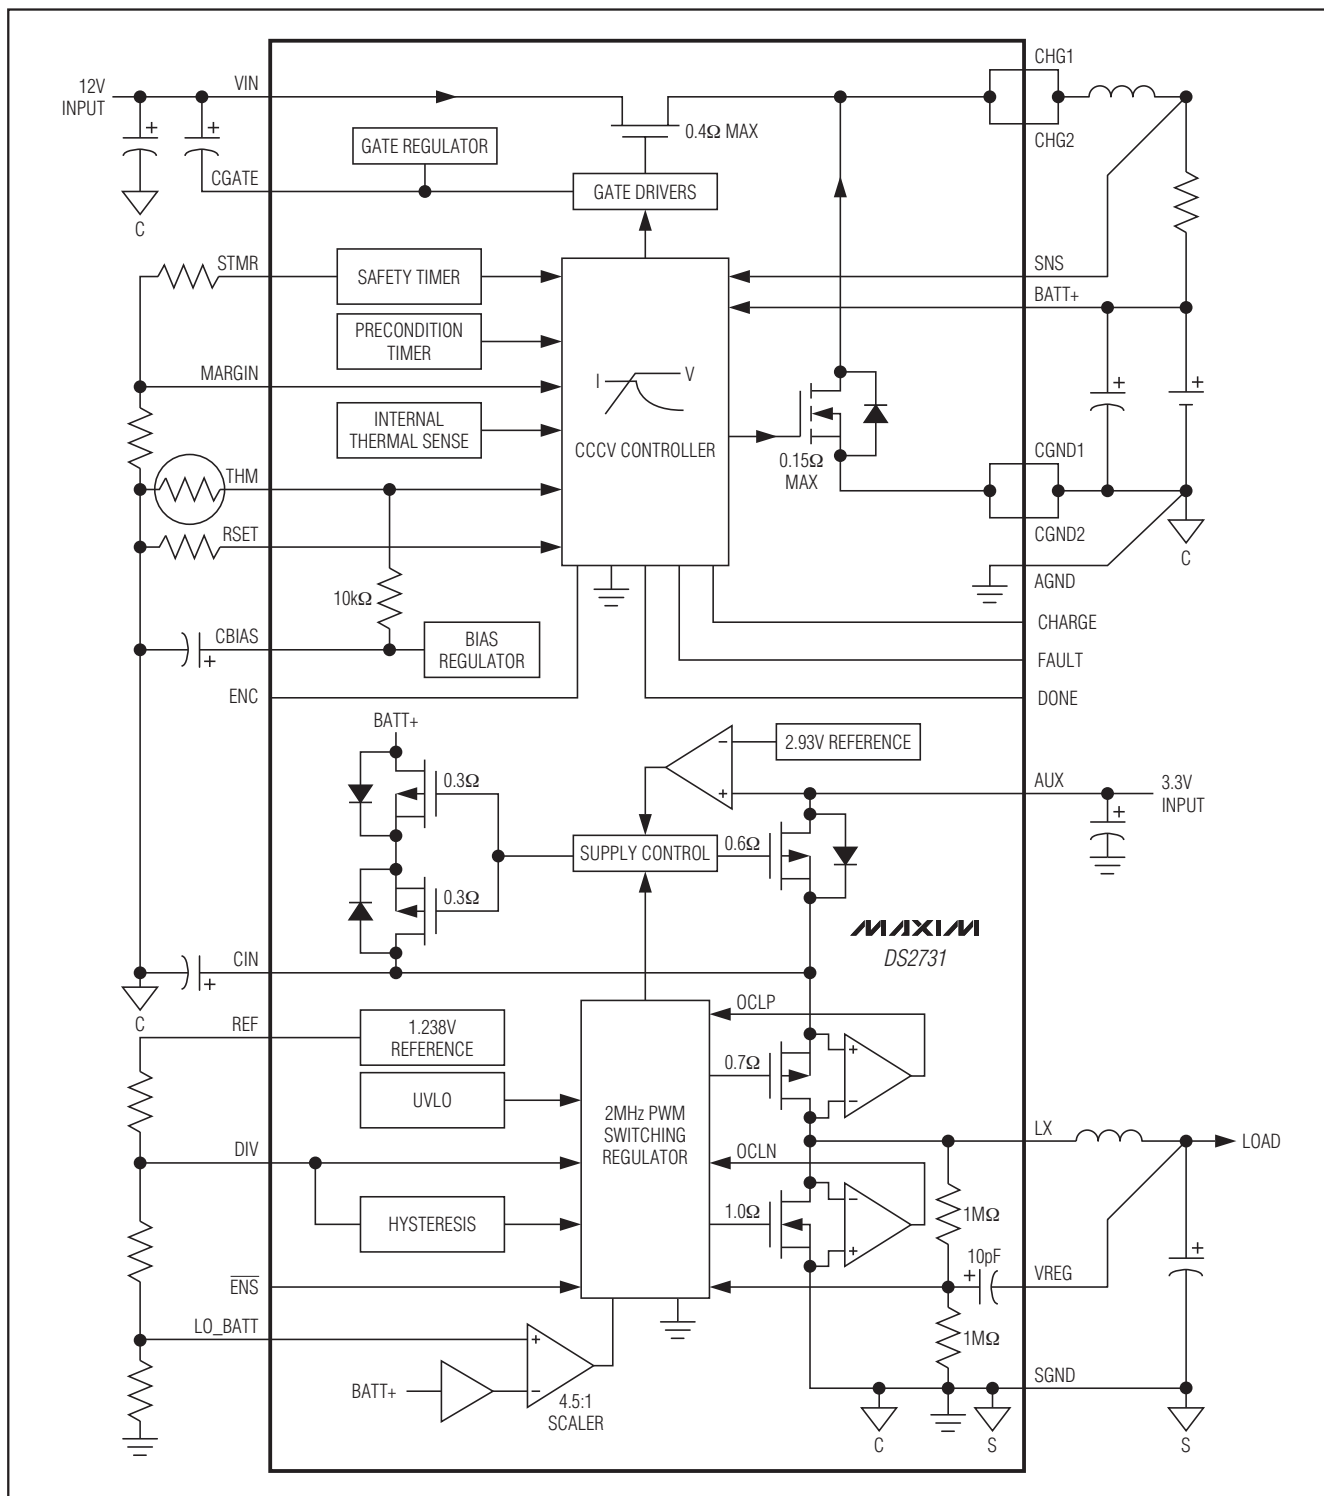 CHG1
12V
INPUT
VIN
0.4Ω MAX
CHG2
GATE REGULATOR
CGATE
GATE DRIVERS
C
STMR
SAFETY TIMER
SNS
BATT+
PRECONDITION
TIMER
MARGIN
I
V
INTERNAL
THERMAL SENSE
CCCV CONTROLLER
0.15Ω
MAX
CGND1
THM
CGND2
RSET
C
AGND
10kΩ
CHARGE
CBIAS
BIAS
REGULATOR
FAULT
ENC
DONE
BATT+
2.93V REFERENCE
0.3Ω
AUX
3.3V
INPUT
SUPPLY CONTROL
0.6Ω
0.3Ω
MAXIM
DS2731
CIN
C
REF
1.238V
REFERENCE
OCLP
0.7Ω
UVLO
2MHz PWM
SWITCHING
REGULATOR
LX
LOAD
DIV
OCLN
HYSTERESIS
1.0Ω
1MΩ
10pF
ENS
VREG
LO_BATT
1MΩ
BATT+
4.5:1
SCALER
SGND
C
S
S